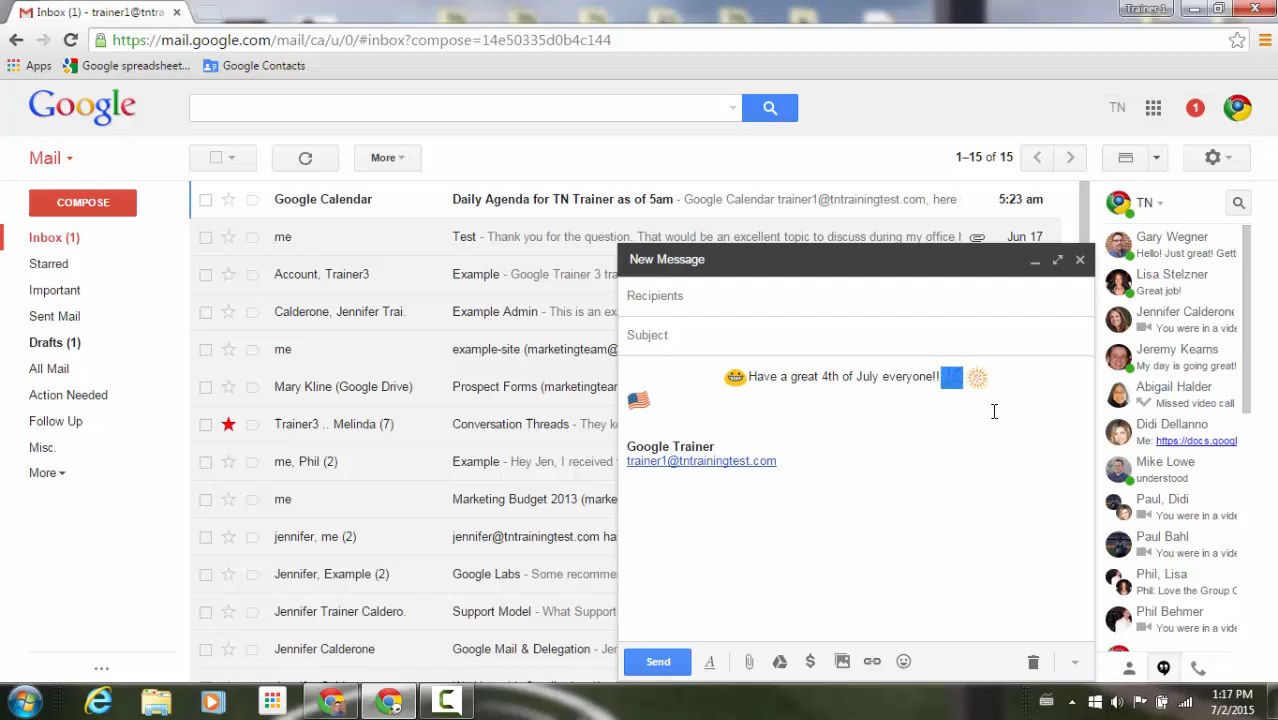 Inbox (1) - trainer1@tntra
Trainer 1
https://mail.google.com/mail/ca/u/0/#inbox?compose=14e50335d0b4c144
Apps
Google spreadsheet...
Google Contacts
Google
TN
1
Mail
More
1–15 of 15
COMPOSE
Inbox (1)
Starred
Important
Sent Mail
Drafts (1)
All Mail
Action Needed
Follow Up
Misc.
More
Google Calendar Daily Agenda for TN Trainer as of 5am - Google Calendar trainer1@tntrainingtest.com, here 5:23 am
me Test - Thank you for the question. That would be an excellent topic to discuss during my office h Jun 17
Account, Trainer3 Example - Google Trainer 3 tra
Calderone, Jennifer Trai. Example Admin - This is an ex
me example-site (marketingteam@
Mary Kline (Google Drive) Prospect Forms (marketingte
Trainer3 .. Melinda (7) Conversation Threads - They k
me, Phil (2) Example - Hey Jen, I received
me Marketing Budget 2013 (marke
jennifer, me (2) jennifer@tntrainingtest.com ha
Jennifer, Example (2) Google Labs - Some recomme
Jennifer Trainer Caldero. Support Model - What Support
Jennifer Calderone Google Mail & Delegation - Jen
New Message
Recipients
Subject
Have a great 4th of July everyone!!
Google Trainer
trainer1@tntrainingtest.com
Send
A
$
TN
Gary Wegner
Hello! Just great! Gett
Lisa Stelzner
Great job!
Jennifer Calderone
You were in a vide
Jeremy Kearns
My day is going great!
Abigail Halder
Missed video call
Didi Dellanno
Me: https://docs.googl
Mike Lowe
understood
Paul, Didi
You were in a vide
Paul Bahl
You were in a vide
Phil, Lisa
Phil: Love the Group C
Phil Behmer
You were in a vide
1:17 PM
7/2/2015